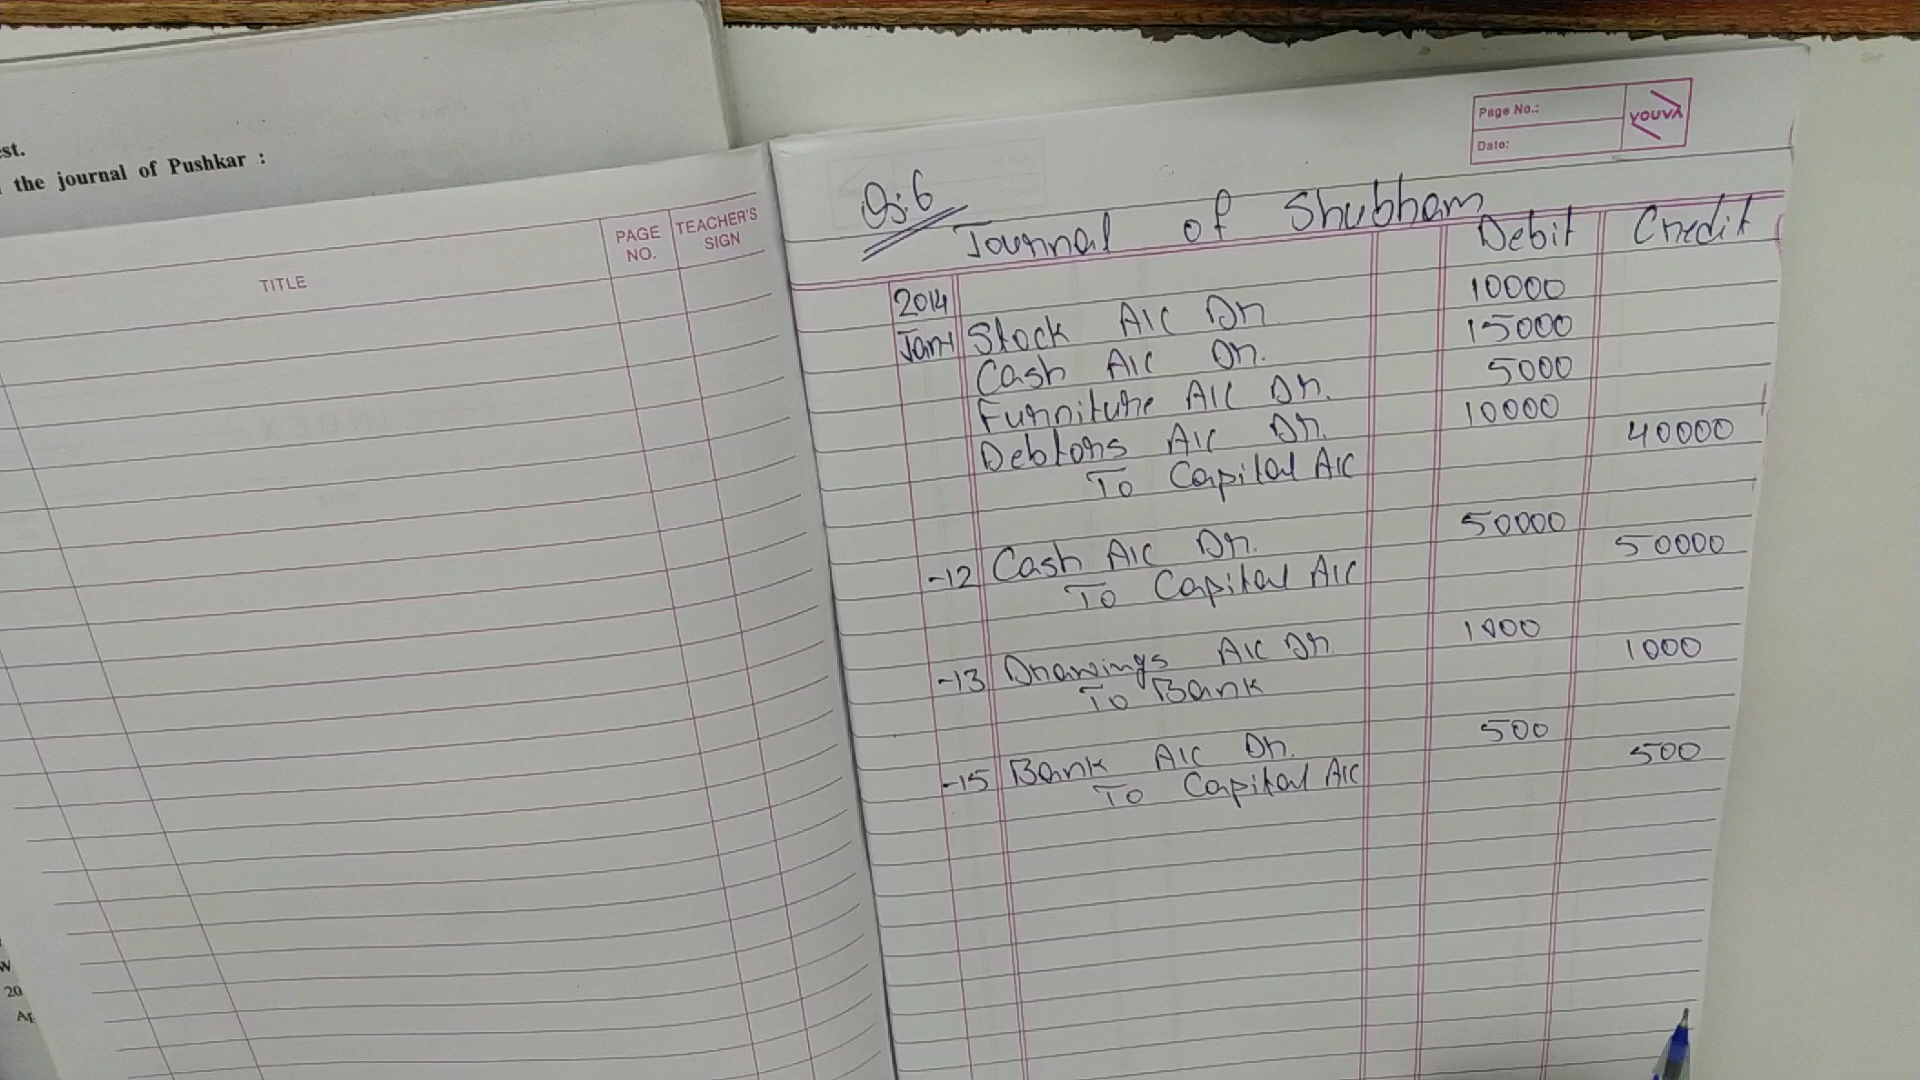 st.
the journal of Pushkar :
TITLE
PAGE NO.
TEACHER'S SIGN
W
20
Page No.:
Date:
YOUVA
Q:6
Journal of Shubham
Debit Credit
2014
Jan-1 Stock A/C Dr 10000
Cash A/C Dr. 15000
Furniture A/C Dr. 5000
Debtors A/C Dr. 10000
To Capital A/C 40000
-12 Cash A/C Dr. 50000
To Capital A/C 50000
-13 Drawings A/C Dr 1000
To Bank 1000
-15 Bank A/C Dr. 500
To Capital A/C 500